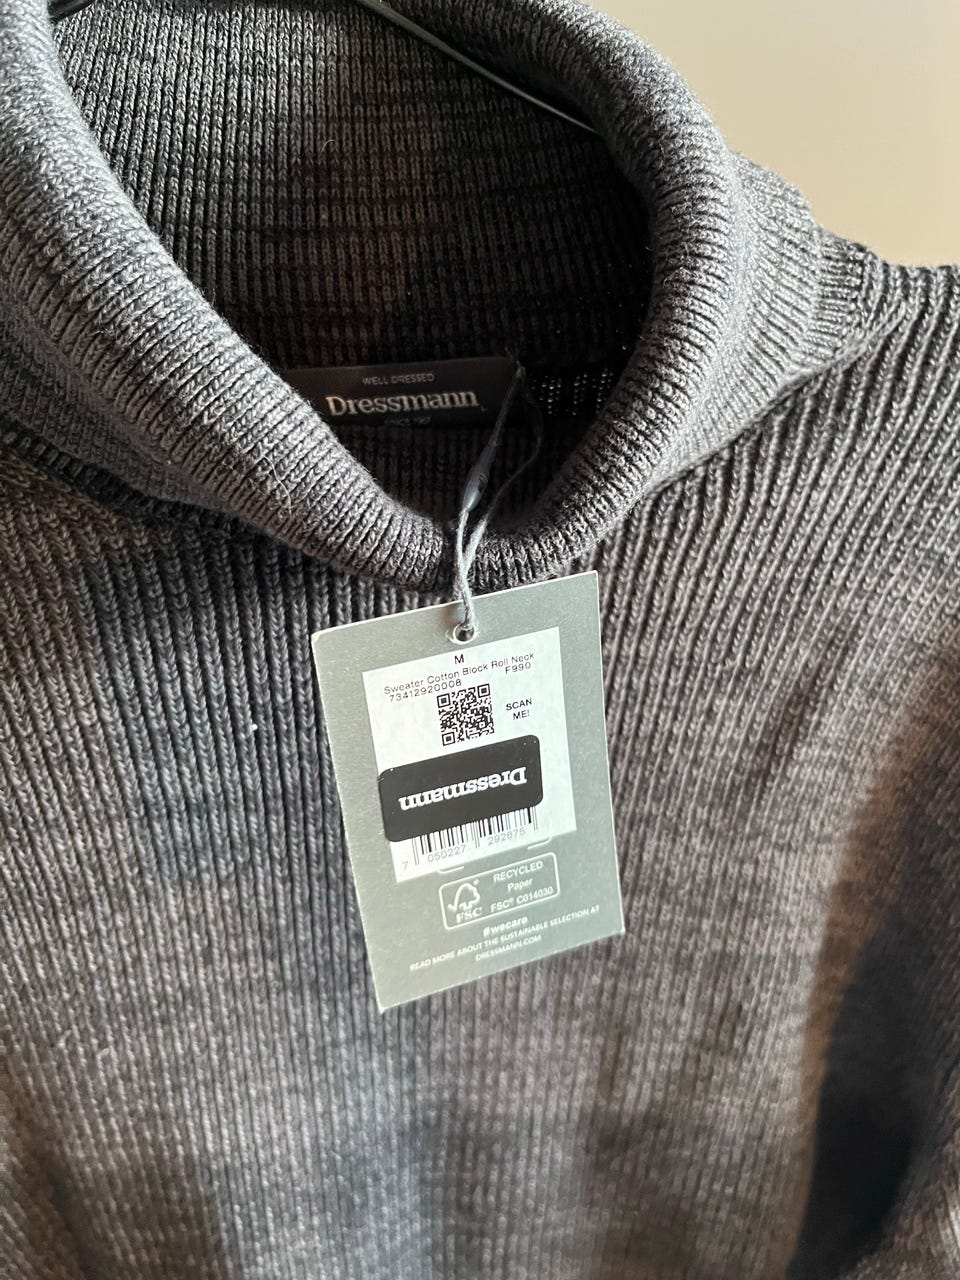 WELL DRESSED
Dressmann
M
Sweater Cotton Block Roll Neck
73412920008 F990
SCAN
ME!
Dressmann
7 050227 292675
RECYCLED
Paper
FSC® C014030
FSC
#wecare
READ MORE ABOUT THE SUSTAINABLE SELECTION AT
DRESSMANN.COM